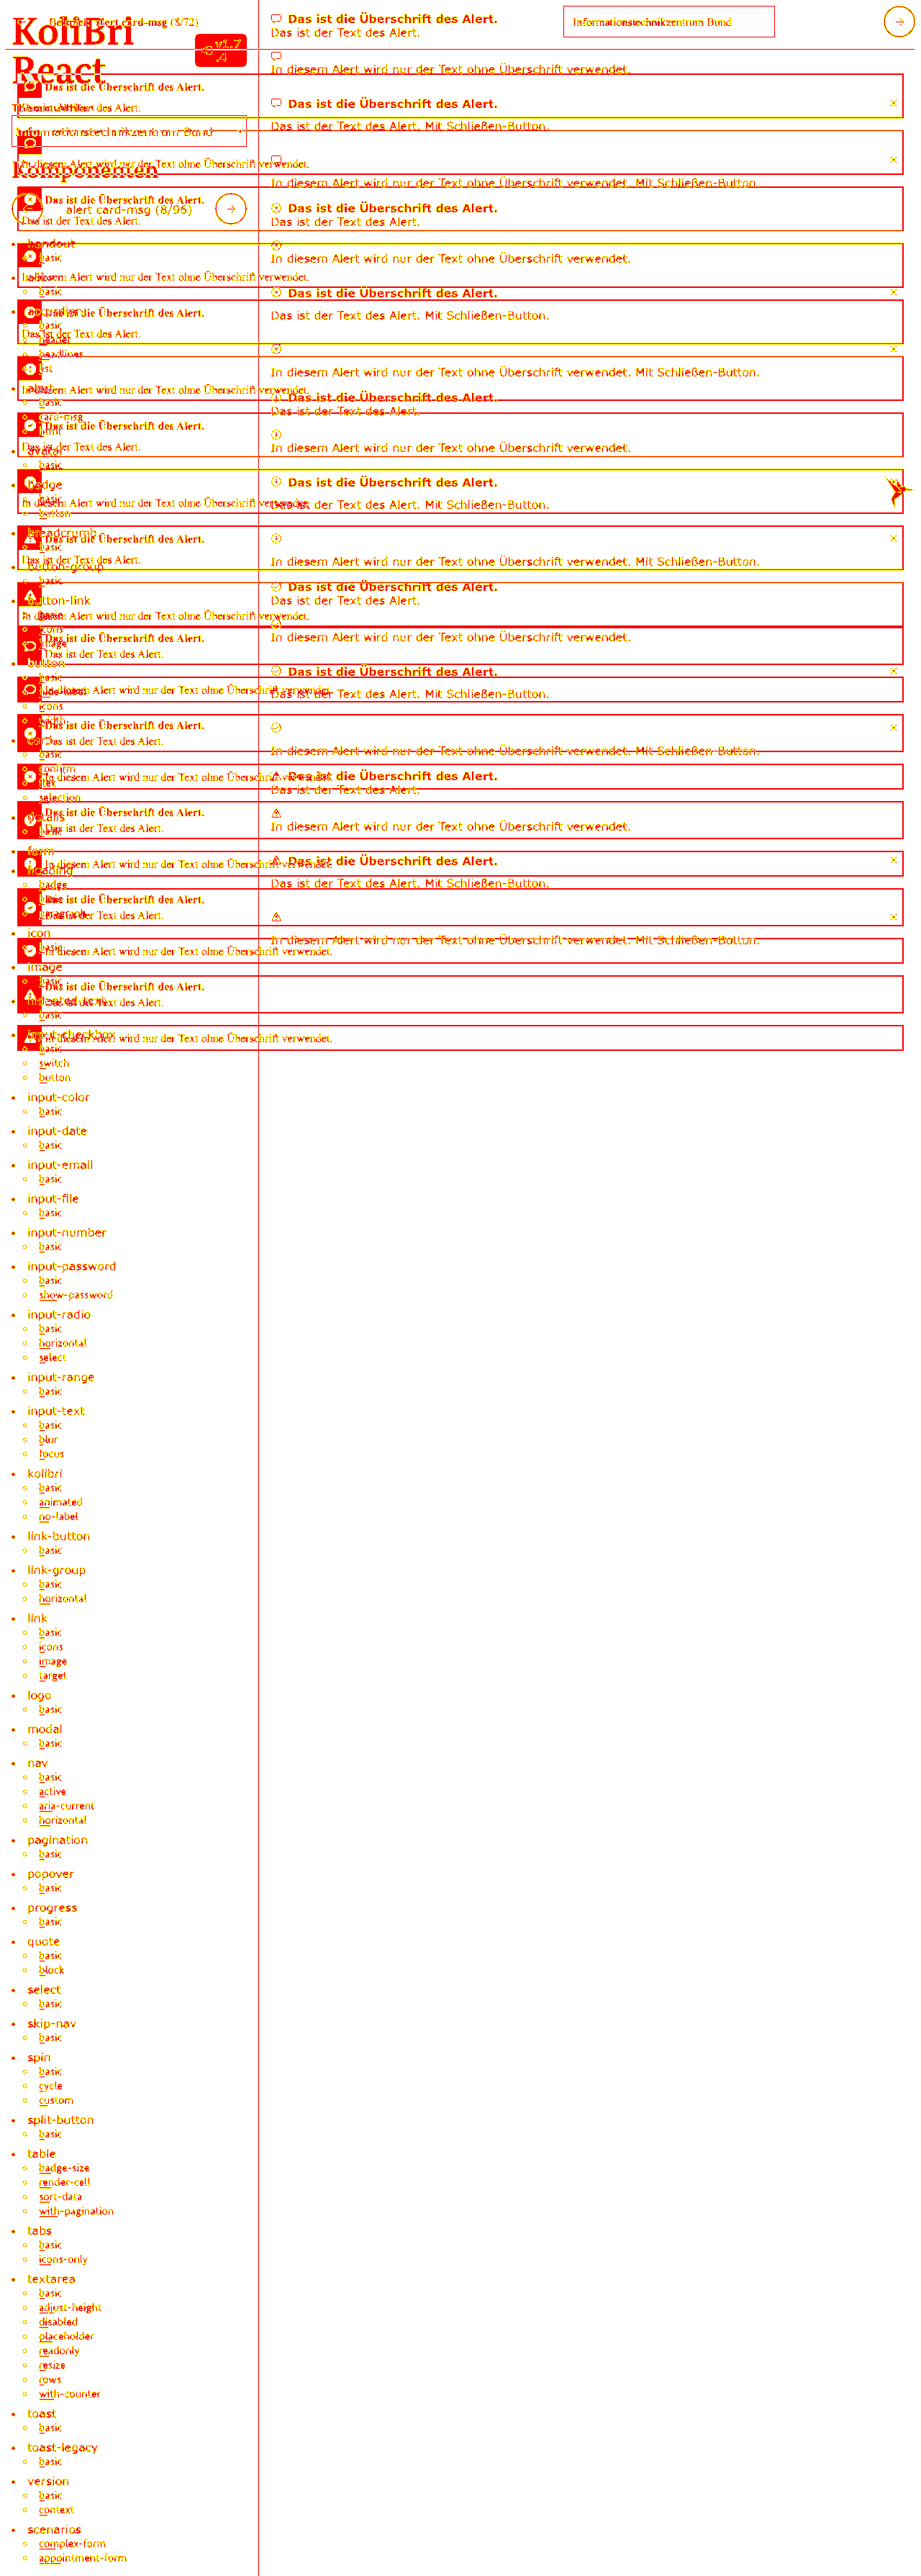 KoliBri
React
v1.7
.4
Komponenten
alert card-msg (8/96)
handout
basic
basic
basic
header
headlines
list
alert
basic
card-msg
html
avatar
basic
badge
basic
button
breadcrumb
basic
button-group
basic
button-link
basic
icons
image
button
basic
icons
width
basic
confirm
flex
selection
details
basic
form
heading
badge
basic
paragraph
icon
basic
image
basic
indented-text
basic
input-checkbox
basic
switch
button
input-color
basic
input-date
basic
input-email
basic
input-file
basic
input-number
basic
input-password
basic
show-password
input-radio
basic
horizontal
select
input-range
basic
input-text
basic
blur
focus
kolibri
basic
animated
no-label
link-button
basic
link-group
basic
horizontal
link
basic
icons
image
target
logo
basic
modal
basic
nav
basic
active
aria-current
horizontal
pagination
basic
popover
basic
progress
basic
quote
basic
block
select
basic
skip-nav
basic
spin
basic
cycle
custom
split-button
basic
table
badge-size
render-cell
sort-data
with-pagination
tabs
basic
icons-only
textarea
basic
adjust-height
disabled
placeholder
readonly
resize
rows
with-counter
toast
basic
toast-legacy
basic
version
basic
context
scenarios
complex-form
appointment-form
alert card-msg (8/72)
Informationstechnikzentrum Bund
Das ist die Überschrift des Alert.
Das ist der Text des Alert.
In diesem Alert wird nur der Text ohne Überschrift verwendet.
Das ist die Überschrift des Alert.
Das ist der Text des Alert. Mit Schließen-Button.
In diesem Alert wird nur der Text ohne Überschrift verwendet. Mit Schließen-Button.
Das ist die Überschrift des Alert.
Das ist der Text des Alert.
In diesem Alert wird nur der Text ohne Überschrift verwendet.
Das ist die Überschrift des Alert.
Das ist der Text des Alert. Mit Schließen-Button.
In diesem Alert wird nur der Text ohne Überschrift verwendet. Mit Schließen-Button.
Das ist die Überschrift des Alert.
Das ist der Text des Alert.
In diesem Alert wird nur der Text ohne Überschrift verwendet.
Das ist die Überschrift des Alert.
Das ist der Text des Alert. Mit Schließen-Button.
In diesem Alert wird nur der Text ohne Überschrift verwendet. Mit Schließen-Button.
Das ist die Überschrift des Alert.
Das ist der Text des Alert.
In diesem Alert wird nur der Text ohne Überschrift verwendet.
Das ist die Überschrift des Alert.
Das ist der Text des Alert. Mit Schließen-Button.
In diesem Alert wird nur der Text ohne Überschrift verwendet. Mit Schließen-Button.
Das ist die Überschrift des Alert.
Das ist der Text des Alert.
In diesem Alert wird nur der Text ohne Überschrift verwendet.
Das ist die Überschrift des Alert.
Das ist der Text des Alert. Mit Schließen-Button.
In diesem Alert wird nur der Text ohne Überschrift verwendet. Mit Schließen-Button.
Das ist die Überschrift des Alert.
In diesem Alert wird nur der Text ohne Überschrift verwendet.
Das ist die Überschrift des Alert.
Das ist der Text des Alert.
In diesem Alert wird nur der Text ohne Überschrift verwendet.
Das ist die Überschrift des Alert.
Das ist der Text des Alert.
In diesem Alert wird nur der Text ohne Überschrift verwendet.
Das ist die Überschrift des Alert.
Das ist der Text des Alert.
In diesem Alert wird nur der Text ohne Überschrift verwendet.
Das ist die Überschrift des Alert.
Das ist der Text des Alert.
In diesem Alert wird nur der Text ohne Überschrift verwendet.
Das ist die Überschrift des Alert.
Das ist der Text des Alert.
In diesem Alert wird nur der Text ohne Überschrift verwendet.
Das ist die Überschrift des Alert.
Das ist der Text des Alert.
In diesem Alert wird nur der Text ohne Überschrift verwendet.
Das ist die Überschrift des Alert.
Das ist der Text des Alert.
In diesem Alert wird nur der Text ohne Überschrift verwendet.
Das ist die Überschrift des Alert.
Das ist der Text des Alert.
In diesem Alert wird nur der Text ohne Überschrift verwendet.
Das ist die Überschrift des Alert.
Das ist der Text des Alert.
In diesem Alert wird nur der Text ohne Überschrift verwendet.